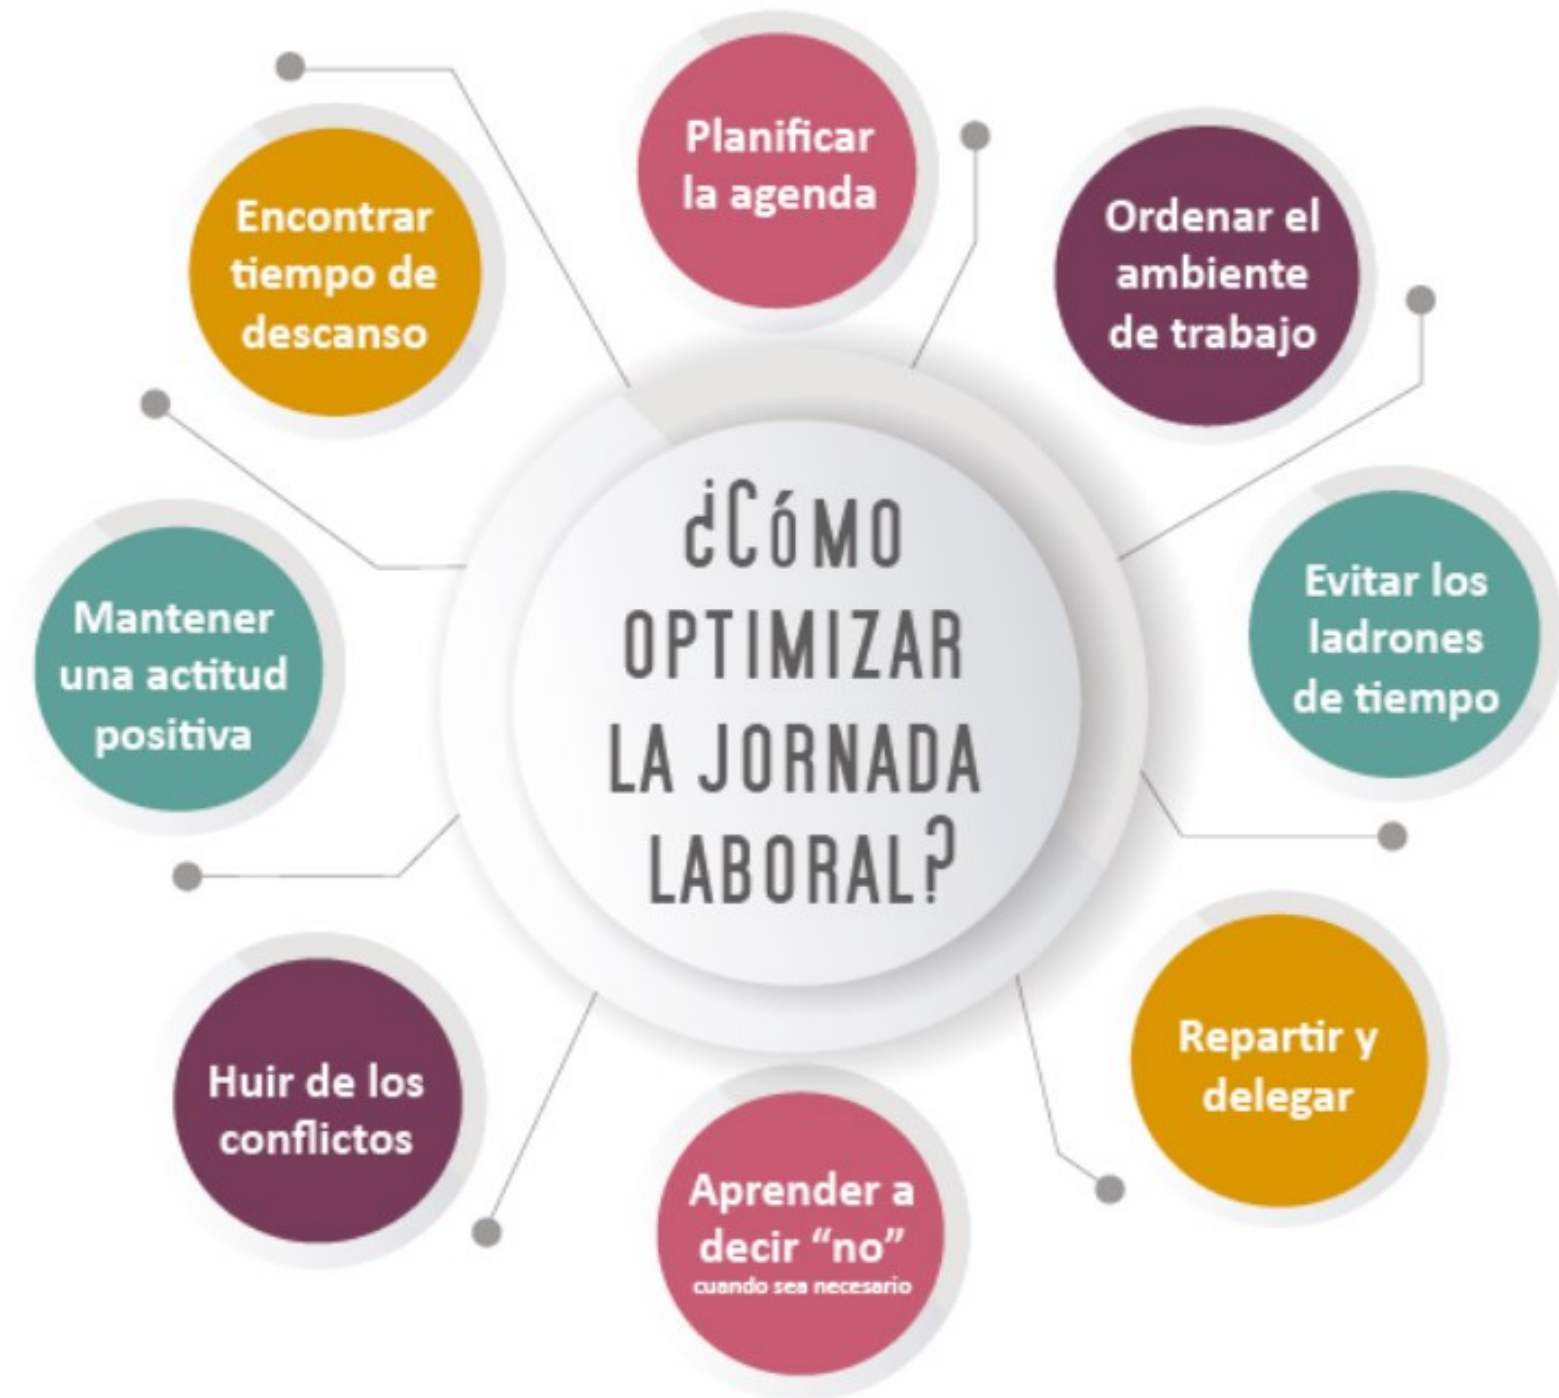 ¿CÓMO
OPTIMIZAR
LA JORNADA
LABORAL?
Planificar
la agenda
Ordenar el
ambiente
de trabajo
Evitar los
ladrones
de tiempo
Repartir y
delegar
Aprender a
decir “no”
cuando sea necesario
Huir de los
conflictos
Mantener
una actitud
positiva
Encontrar
tiempo de
descanso